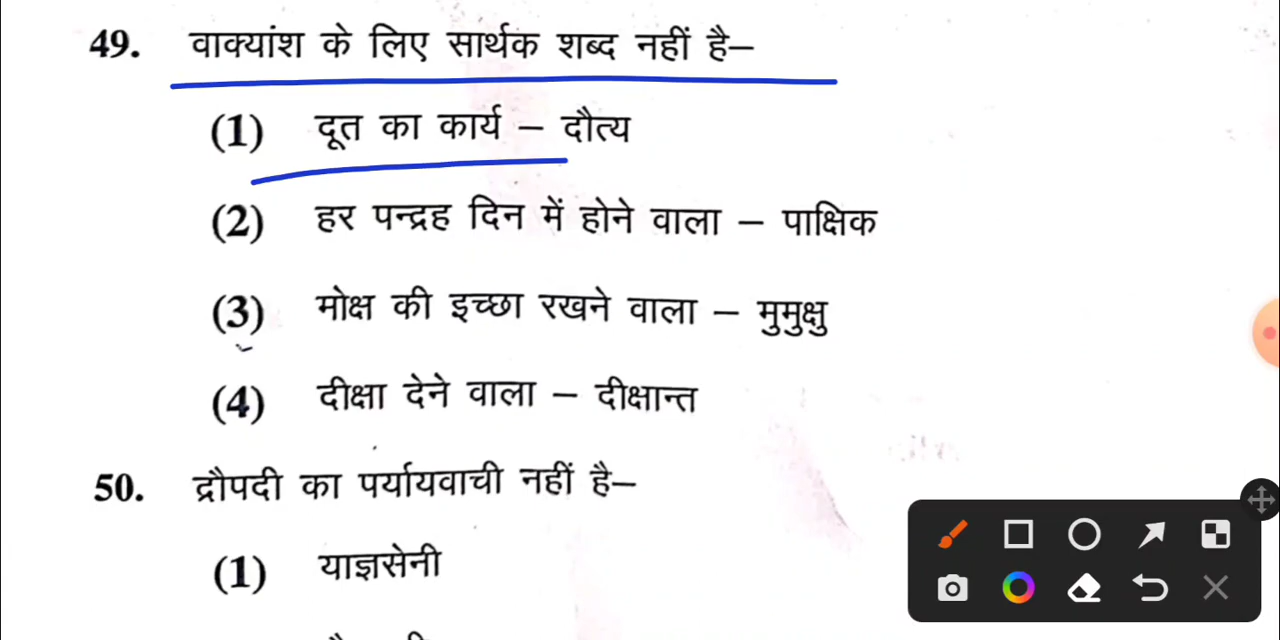 49. वाक्यांश के लिए सार्थक शब्द नहीं है–
(1) दूत का कार्य – दौत्य
(2) हर पन्द्रह दिन में होने वाला – पाक्षिक
(3) मोक्ष की इच्छा रखने वाला – मुमुक्षु
(4) दीक्षा देने वाला – दीक्षान्त
50. द्रौपदी का पर्यायवाची नहीं है–
(1) याज्ञसेनी